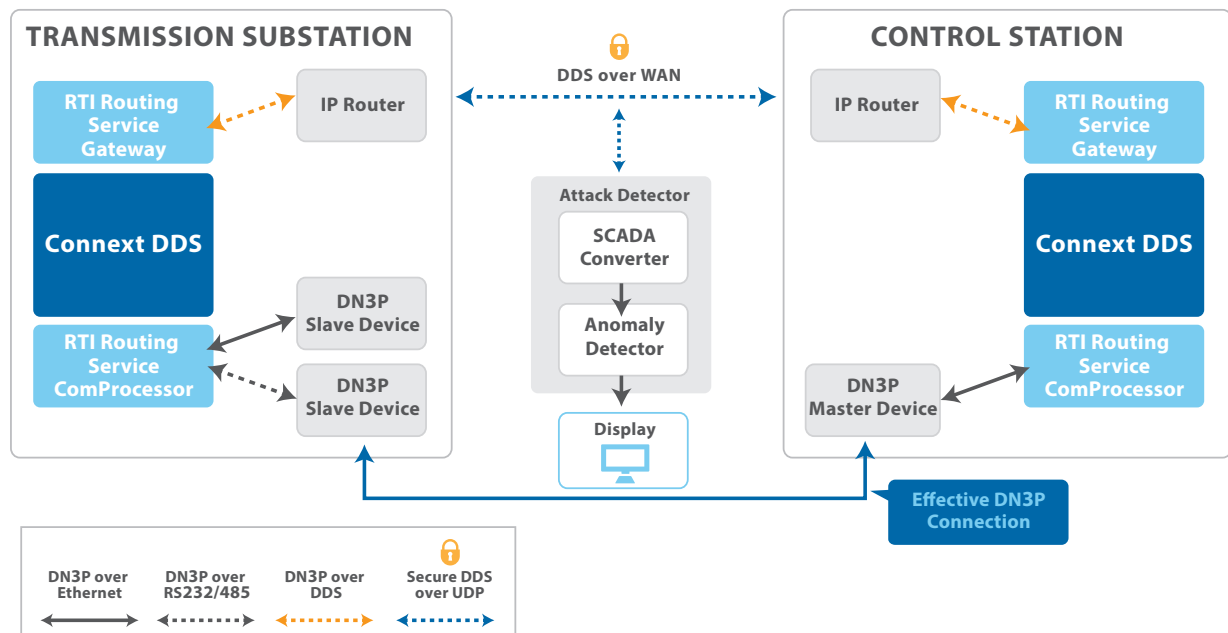 TRANSMISSION SUBSTATION
RTI Routing
Service
Gateway
IP Router
Connext DDS
DN3P
Slave Device
RTI Routing
Service
ComProcessor
DN3P
Slave Device
DDS over WAN
Attack Detector
SCADA
Converter
Anomaly
Detector
Display
CONTROL STATION
IP Router
RTI Routing
Service
Gateway
Connext DDS
RTI Routing
Service
ComProcessor
DN3P
Master Device
Effective DN3P
Connection
DN3P over
Ethernet
DN3P over
RS232/485
DN3P over
DDS
Secure DDS
over UDP